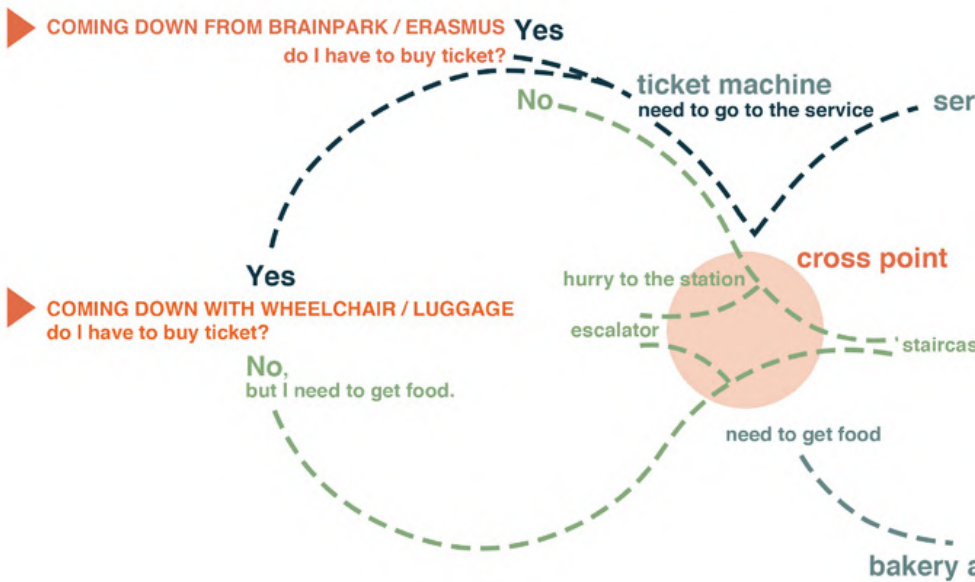 COMING DOWN FROM BRAINPARK / ERASMUS
do I have to buy ticket?
Yes
No
ticket machine
need to go to the service
ser
Yes
COMING DOWN WITH WHEELCHAIR / LUGGAGE
do I have to buy ticket?
No,
but I need to get food.
cross point
hurry to the station
escalator
staircas
need to get food
bakery a